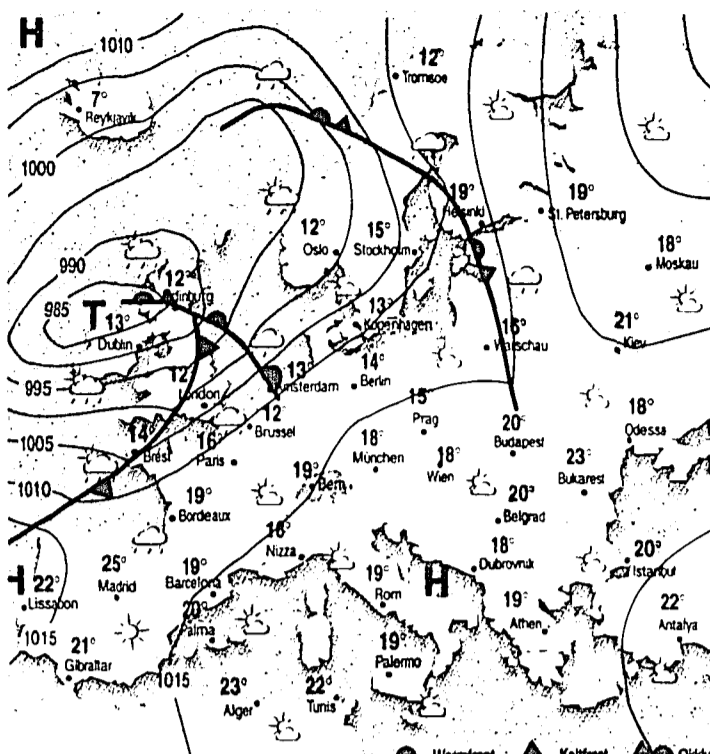 H
1010
12°
Tromsoe
7°
Reykjavik
1000
19°
Helsinki
19°
St. Petersburg
12°
Oslo
15°
Stockholm
18°
Moskau
990
12°
985
T
13°
Dublin
13°
Kopenhagen
16°
Warschau
21°
Kiev
14°
Berlin
995
12
London
13°
Amsterdam
12
Brussel
15
Prag
20°
Budapest
18°
Odessa
1005
14°
Brest
16°
Paris
18°
München
18°
Wien
23°
Bukarest
1010
19°
Bern
19°
Bordeaux
20°
Belgrad
Nizza
18°
Dubrovnik
20°
Istanbul
22°
Lissabon
25°
Madrid
19°
Barcelona
19°
Rom
H
19°
Athen
22°
Antalya
1015
20°
Palma
21°
Gibraltar
1015
19°
Palermo
23°
Alger
22°
Tunis